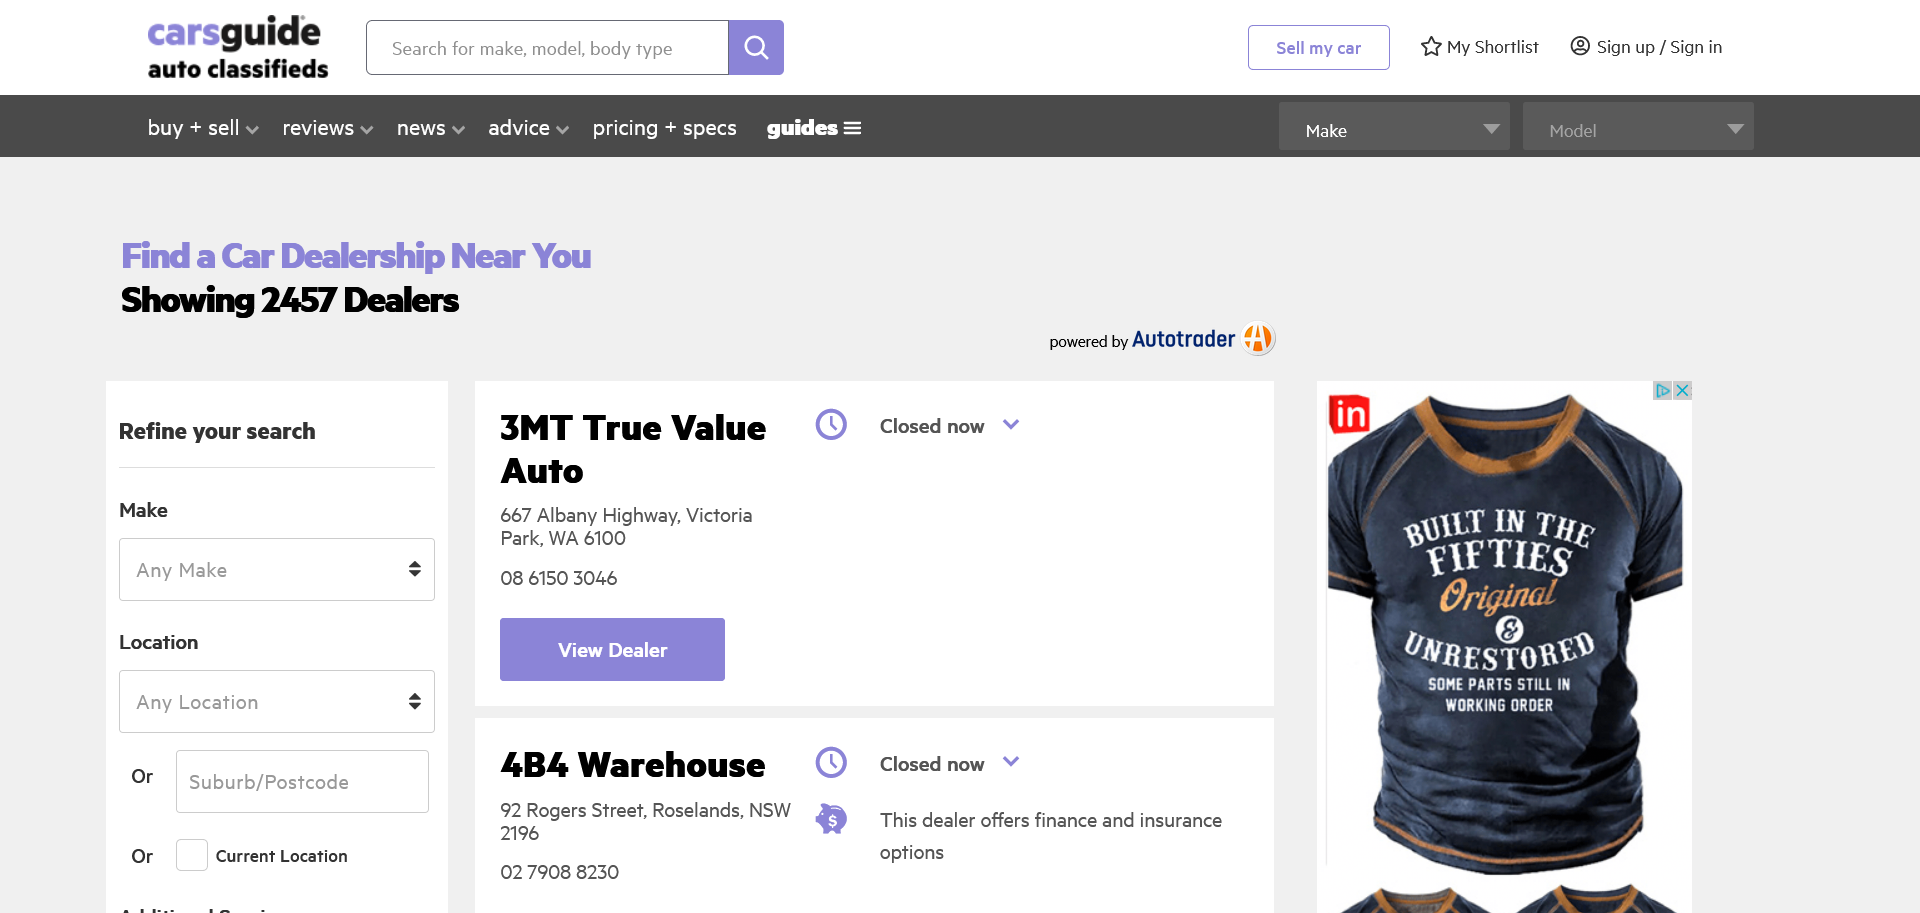 carsguide
auto classifieds
Search for make, model, body type
Sell my car
My Shortlist
Sign up / Sign in
buy + sell
reviews
news
advice
pricing + specs
guides
Make
Model
Find a Car Dealership Near You
Showing 2457 Dealers
powered by Autotrader
Refine your search
Make
Any Make
Location
Any Location
Or
Suburb/Postcode
Or
Current Location
3MT True Value
Auto
667 Albany Highway, Victoria
Park, WA 6100
08 6150 3046
View Dealer
Closed now
4B4 Warehouse
92 Rogers Street, Roselands, NSW
2196
02 7908 8230
Closed now
This dealer offers finance and insurance
options
in
BUILT IN THE
FIFTIES
Original
&
UNRESTORED
SOME PARTS STILL IN
WORKING ORDER